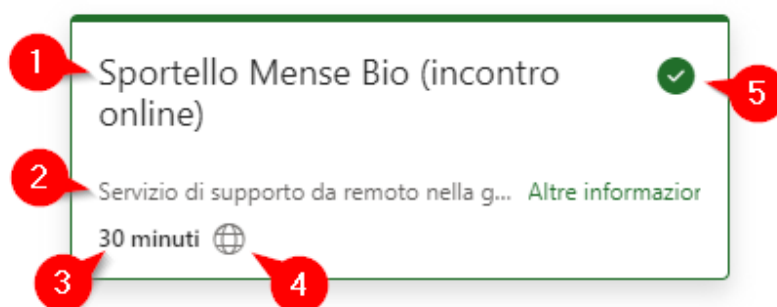 1
Sportello Mense Bio (incontro
online)
5
2
Servizio di supporto da remoto nella g... Altre informazior
30 minuti
3
4